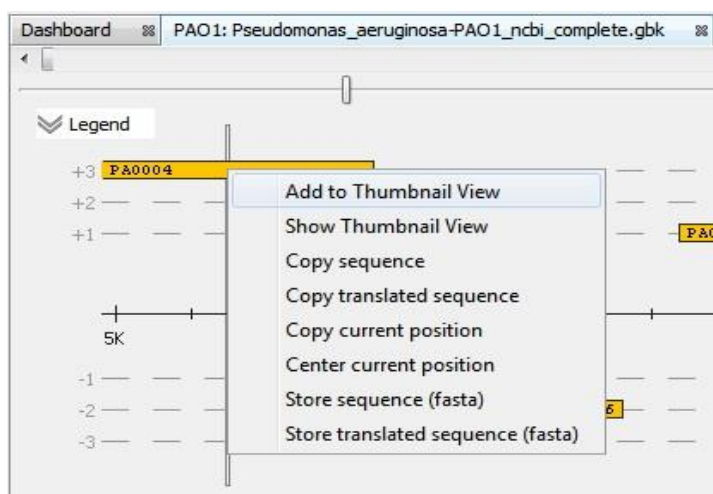 Dashboard
PAO1: Pseudomonas_aeruginosa-PAO1_ncbi_complete.gbk
Legend
+3
PA0004
+2
+1
5K
-1
-2
-3
Add to Thumbnail View
Show Thumbnail View
Copy sequence
Copy translated sequence
Copy current position
Center current position
Store sequence (fasta)
Store translated sequence (fasta)